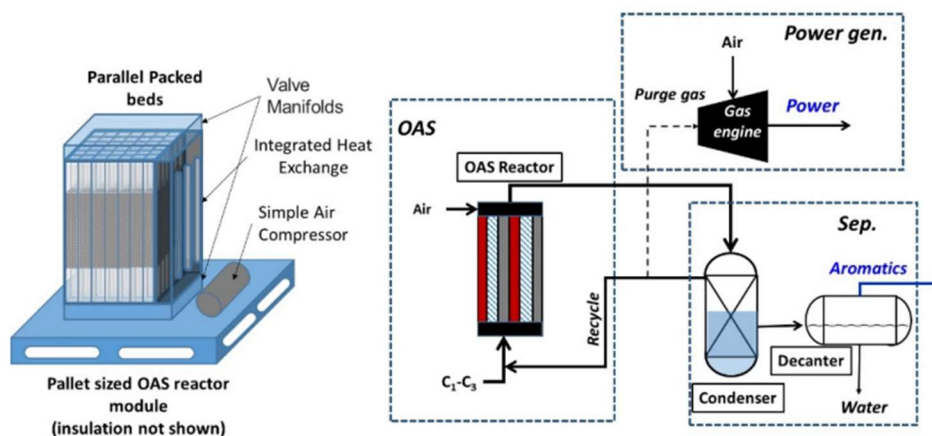 Parallel Packed
beds
Valve
Manifolds
Integrated Heat
Exchange
Simple Air
Compressor
Pallet sized OAS reactor
module
(insulation not shown)
OAS
OAS Reactor
Air
Recycle
C₁-C₃
Power gen.
Air
Purge gas
Gas
engine
Power
Sep.
Aromatics
Decanter
Condenser
Water